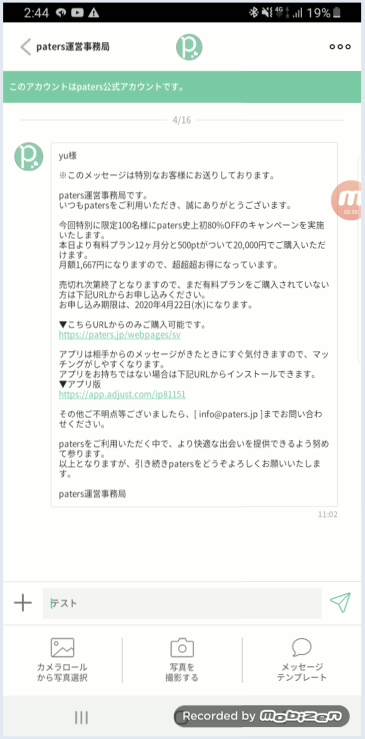 2:44
4G
19%
paters運営事務局
p.
このアカウントはpaters公式アカウントです。
4/16
p.
yu様
※このメッセージは特別なお客様にお送りしております。
paters運営事務局です。
いつもpatersをご利用いただき、誠にありがとうございます。
今回特別に限定100名様にpaters史上初80%OFFのキャンペーンを実施
いたします。
本日より有料プラン12ヶ月分と500ptがついて20,000円でご購入いただ
けます。
月額1,667円になりますので、超超超お得になっています。
売切れ次第終了となりますので、まだ有料プランをご購入されていない
方は下記URLからお申し込みください。
お申し込み期限は、2020年4月22日(水)になります。
▼こちらURLからのみご購入可能です。
https://paters.jp/webpages/sv
アプリは相手からのメッセージがきたときにすぐ気付きますので、マッ
チングがしやすくなります。
アプリをお持ちではない場合は下記URLからインストールできます。
▼アプリ版
https://app.adjust.com/ip81151
その他ご不明点等ございましたら、[ info@paters.jp ]までお問い合わ
せください。
patersをご利用いただく中で、より快適な出会いを提供できるよう努め
て参ります。
以上となりますが、引き続きpatersをどうぞよろしくお願いいたしま
す。
paters運営事務局
11:02
テスト
カメラロール
から写真選択
写真を
撮影する
メッセージ
テンプレート
Recorded by Mobizen